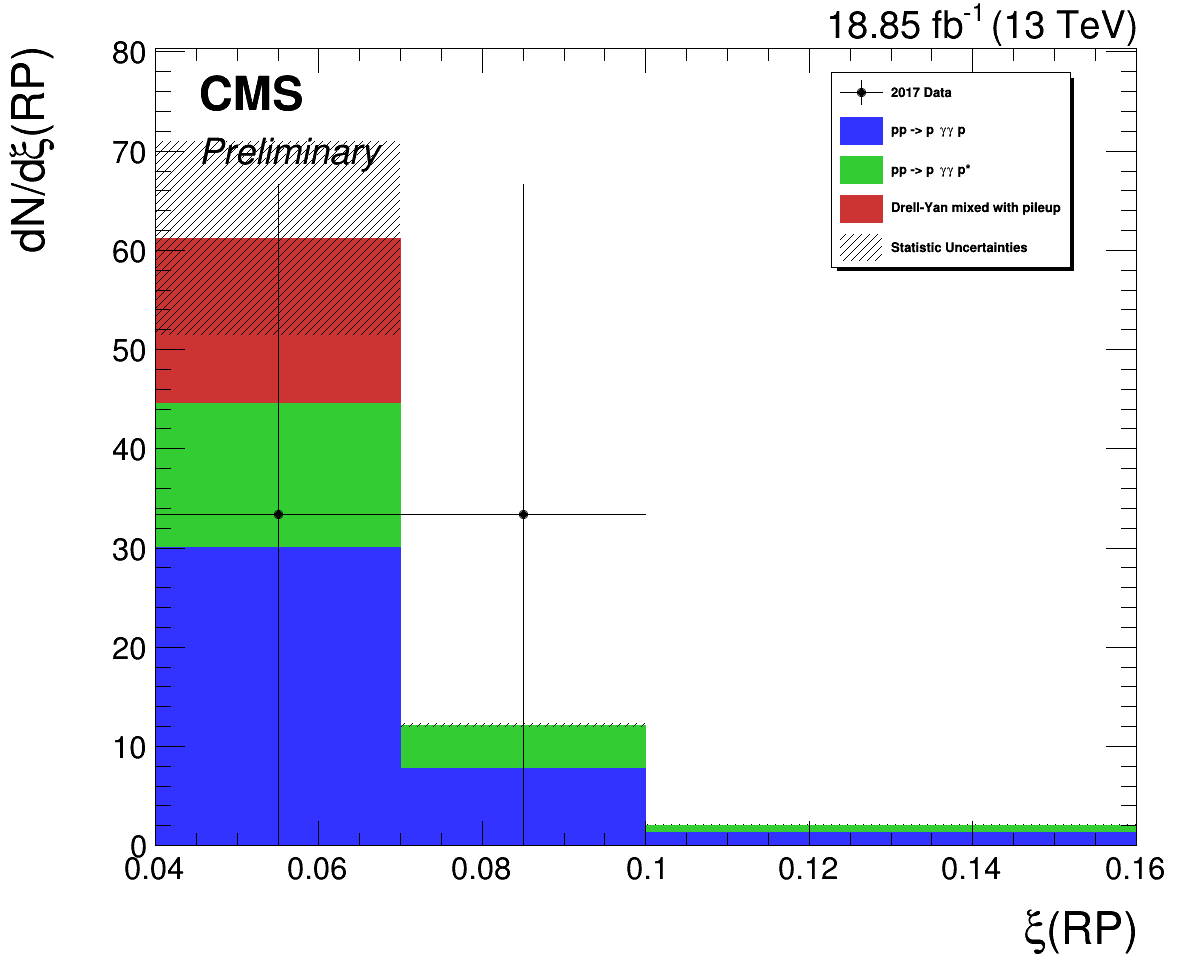 18.85 fb⁻¹ (13 TeV)
dN/dξ(RP)
CMS
Preliminary
2017 Data
pp -> p γγ p
pp -> p γγ p*
Drell-Yan mixed with pileup
Statistic Uncertainties
80
70
60
50
40
30
20
10
0
0.04 0.06 0.08 0.1 0.12 0.14 0.16
ξ(RP)